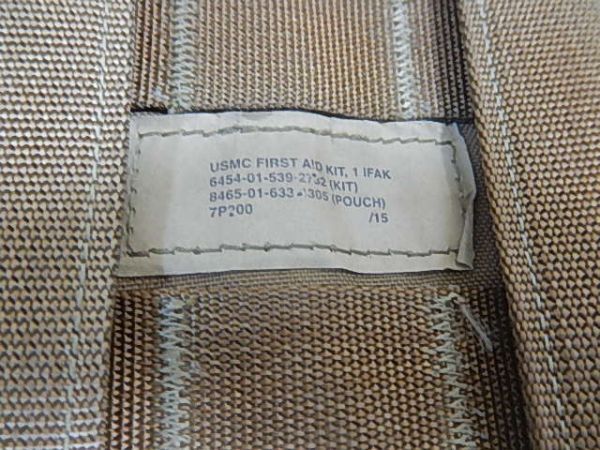 USMC FIRST AID KIT, 1 IFAK
(KIT)
(POUCH)
7P200 /15